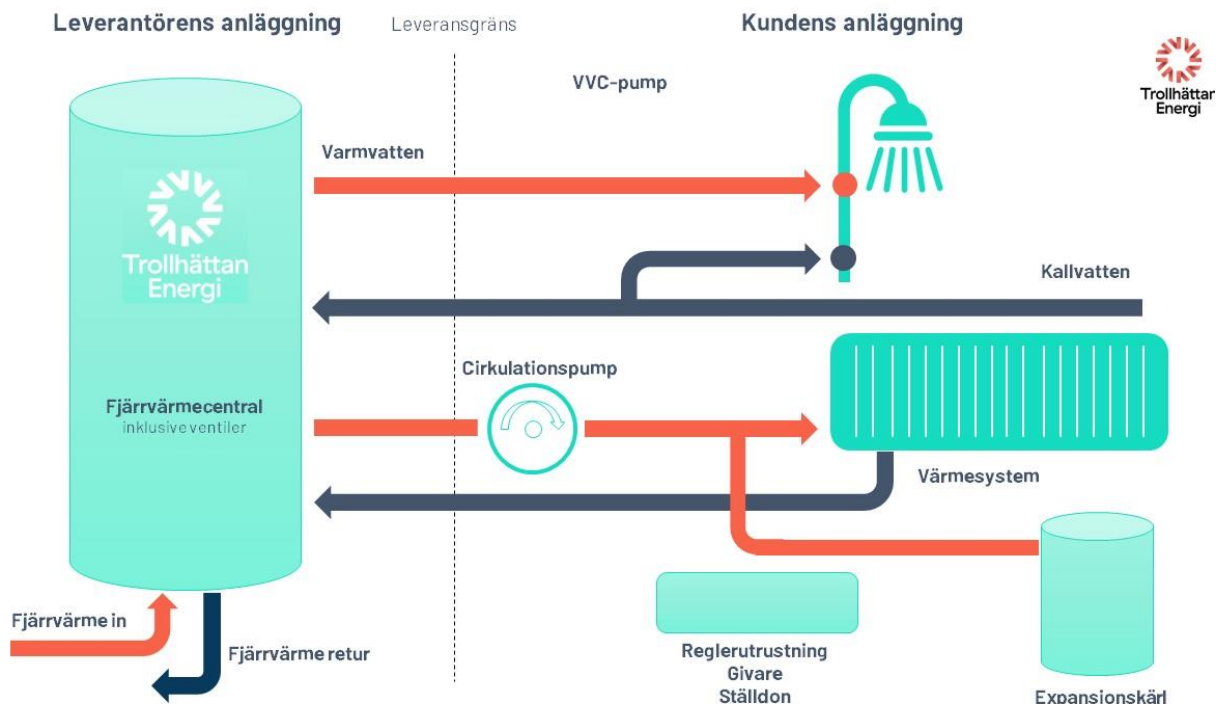 Leverantörens anläggning
Leveransgräns
Kundens anläggning
VVC-pump
Trollhättan
Energi
Varmvatten
Trollhättan
Energi
Kallvatten
Cirkulationspump
Fjärrvärmecentral
inklusive ventiler
Värmesystem
Fjärrvärme in
Fjärrvärme retur
Reglerutrustning
Givare
Ställdon
Expansionskärl